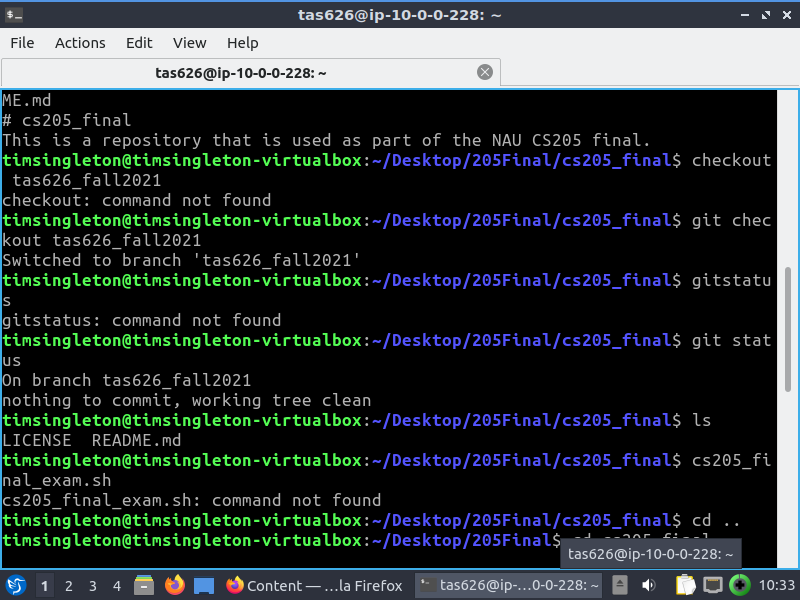 tas626@ip-10-0-0-228: ~
File Actions Edit View Help
tas626@ip-10-0-0-228: ~
ME.md
# cs205_final
This is a repository that is used as part of the NAU CS205 final.
timsingleton@timsingleton-virtualbox:~/Desktop/205Final/cs205_final$ checkout
tas626_fall2021
checkout: command not found
timsingleton@timsingleton-virtualbox:~/Desktop/205Final/cs205_final$ git chec
kout tas626_fall2021
Switched to branch 'tas626_fall2021'
timsingleton@timsingleton-virtualbox:~/Desktop/205Final/cs205_final$ gitstatu
s
gitstatus: command not found
timsingleton@timsingleton-virtualbox:~/Desktop/205Final/cs205_final$ git stat
us
On branch tas626_fall2021
nothing to commit, working tree clean
timsingleton@timsingleton-virtualbox:~/Desktop/205Final/cs205_final$ ls
LICENSE  README.md
timsingleton@timsingleton-virtualbox:~/Desktop/205Final/cs205_final$ cs205_fi
nal_exam.sh
cs205_final_exam.sh: command not found
timsingleton@timsingleton-virtualbox:~/Desktop/205Final/cs205_final$ cd ..
timsingleton@timsingleton-virtualbox:~/Desktop/205Final$
tas626@ip-10-0-0-228: ~
1 2 3 4 Content — …la Firefox tas626@ip-…0-0-228: ~ 10:33